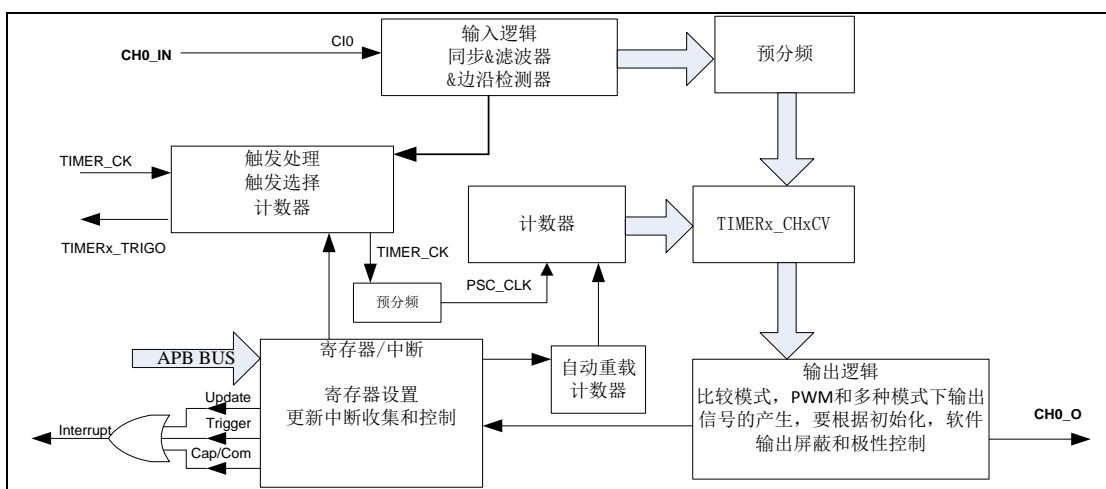 CH0_IN
CI0
输入逻辑
同步&滤波器
&边沿检测器
预分频
TIMER_CK
触发处理
触发选择
计数器
TIMERx_TRIGO
计数器
TIMERx_CHxCV
TIMER_CK
预分频
PSC_CLK
APB BUS
寄存器/中断
寄存器设置
更新中断收集和控制
自动重载
计数器
输出逻辑
比较模式，PWM和多种模式下输出
信号的产生，要根据初始化，软件
输出屏蔽和极性控制
CH0_O
Update
Trigger
Cap/Com
Interrupt